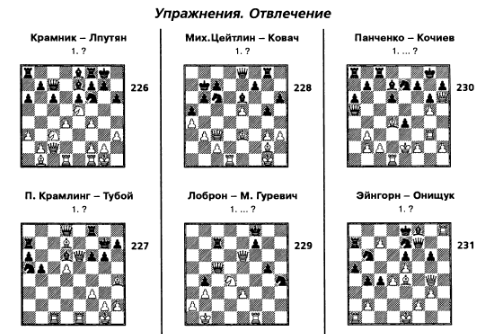 Упражнения. Отвлечение
Крамник – Лпутян
1. ?
226
Мих.Цейтлин – Ковач
1. ?
228
Панченко – Кочиев
1. ... ?
230
П. Крамлинг – Тубой
1. ?
227
Лоброн – М. Гуревич
1. ... ?
229
Эйнгорн – Онищук
1. ?
231